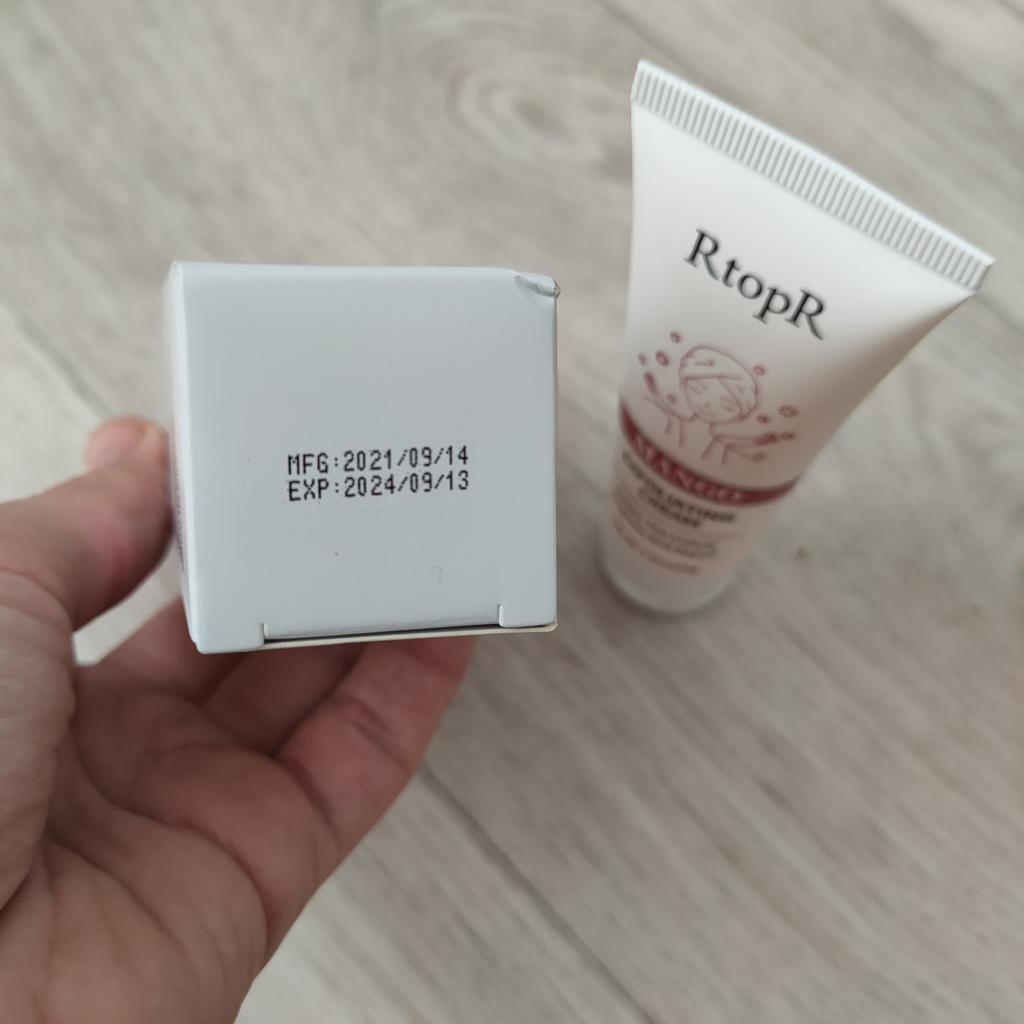 MFG:2021/09/14
EXP:2024/09/13
RtopR
MANGO
EXFOLIATING
CREAM